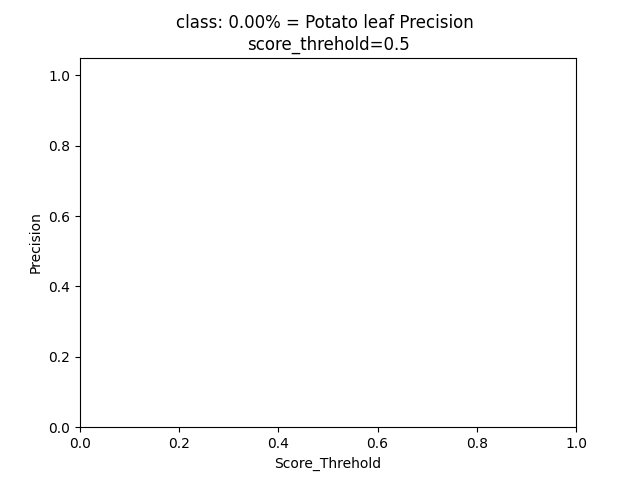 class: 0.00% = Potato leaf Precision
score_threhold=0.5
1.0
0.8
0.6
0.4
0.2
0.0
Precision
0.0 0.2 0.4 0.6 0.8 1.0
Score_Threhold